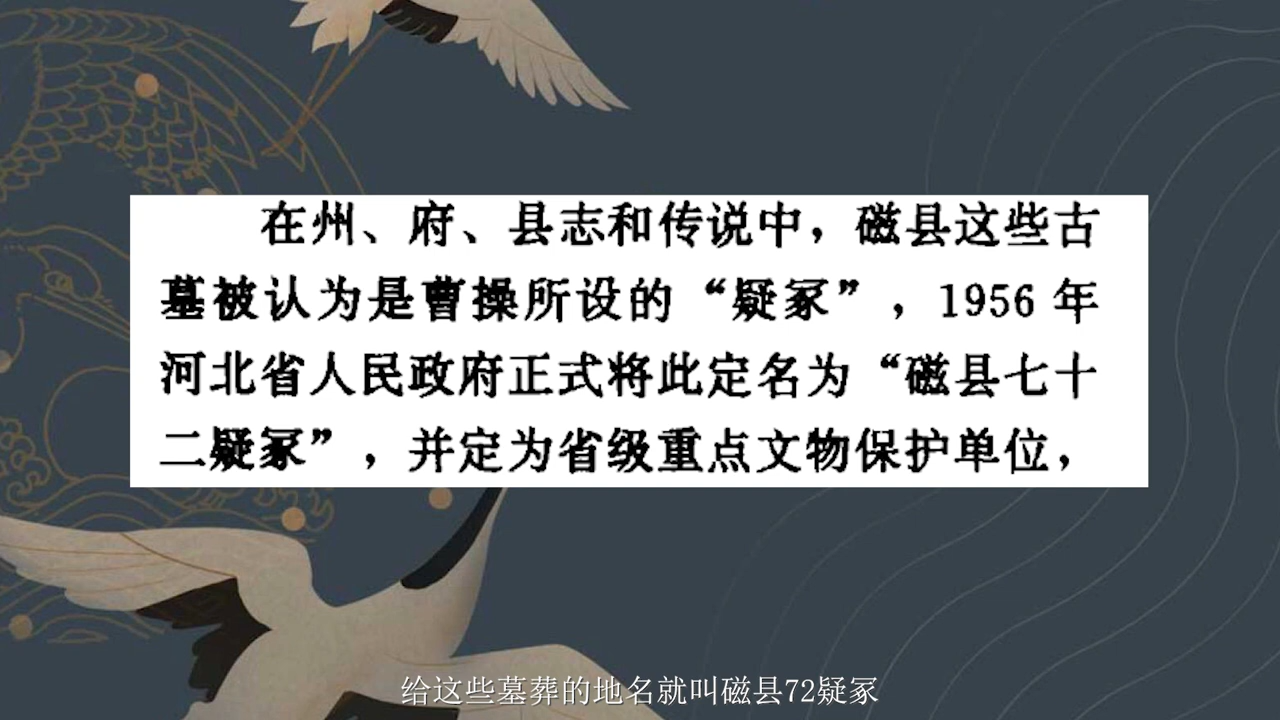 在州、府、县志和传说中，磁县这些古
墓被认为是曹操所设的“疑冢”，1956年
河北省人民政府正式将此定名为“磁县七十
二疑冢”，并定为省级重点文物保护单位，
给这些墓葬的地名就叫磁县72疑冢